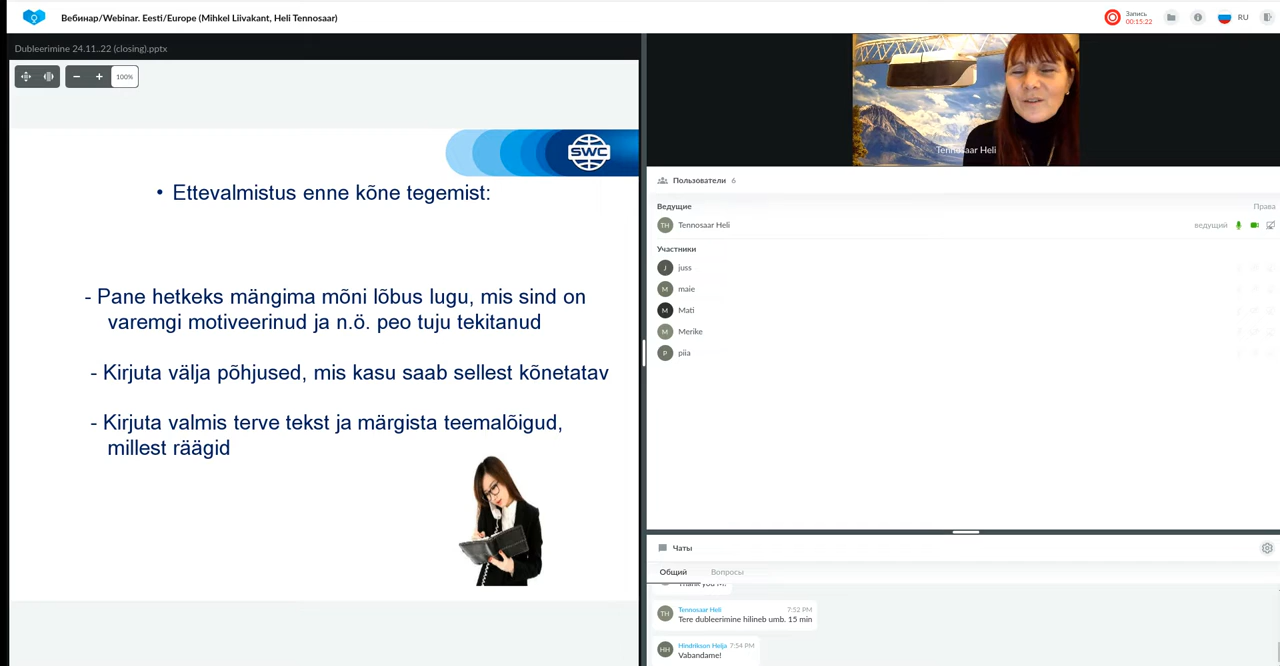 Вебинар/Webinar. Eesti/Europe (Mihkel Liivakant, Heli Tennosaar)
Запись
00:15:22
RU
Dubleerimine 24.11..22 (closing).pptx
100%
SWC
• Ettevalmistus enne kõne tegemist:
- Pane hetkeks mängima mõni lõbus lugu, mis sind on
varemgi motiveerinud ja n.ö. peo tuju tekitanud
- Kirjuta välja põhjused, mis kasu saab sellest kõnetatav
- Kirjuta valmis terve tekst ja märgista teemalõigud,
millest räägid
Tennosaar Heli
Пользователи 6
Ведущие
Права
TH Tennosaar Heli
ведущий
Участники
J juss
M maie
M Mati
M Merike
P piia
Чаты
Общий
Вопросы
Thank you M!
TH Tennosaar Heli 7:52 PM
Tere dubleerimine hilineb umb. 15 min
HH Hindrikson Helja 7:54 PM
Vabandame!